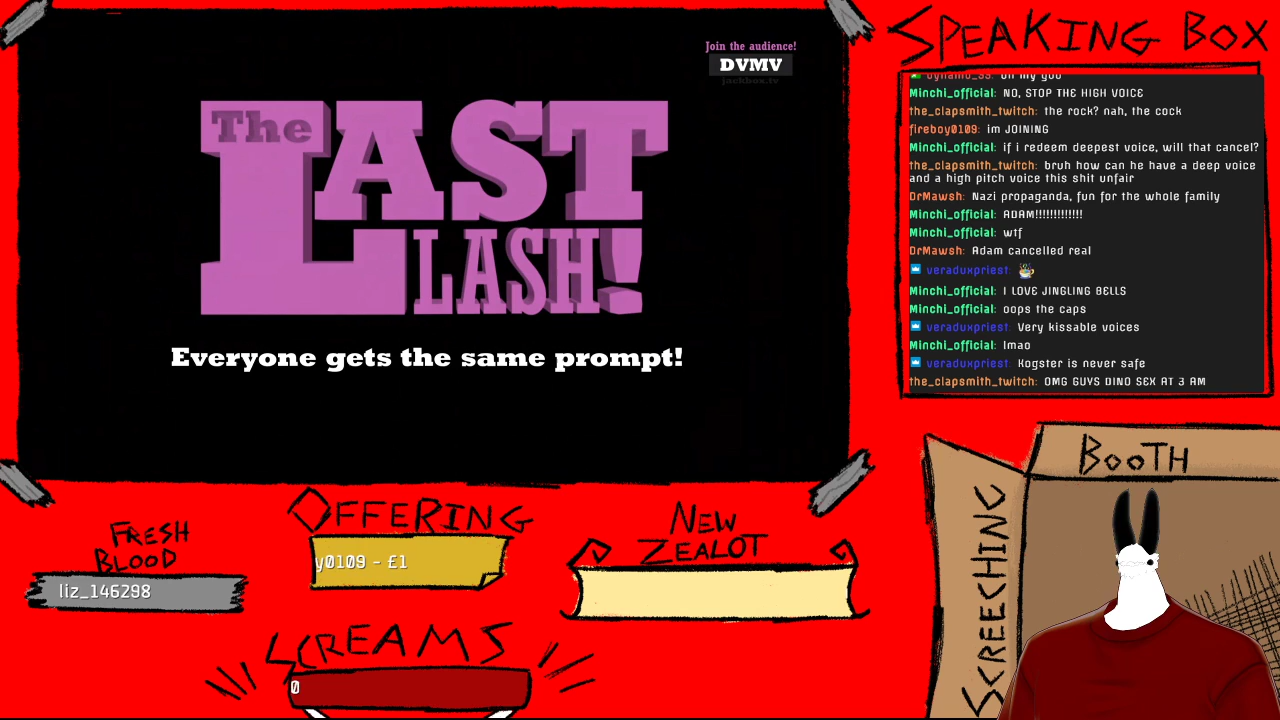 Join the audience!
DVMV
jackbox.tv
The
LAST
LASH!
Everyone gets the same prompt!
SPEAKING BOX
Minchi_official: NO, STOP THE HIGH VOICE
the_clapsmith_twitch: the rock? nah, the cock
fireboy0109: im JOINING
Minchi_official: if i redeem deepest voice, will that cancel?
the_clapsmith_twitch: bruh how can he have a deep voice
and a high pitch voice this shit unfair
DrMawsh: Nazi propaganda, fun for the whole family
Minchi_official: ADAM!!!!!!!!!!!!!
Minchi_official: wtf
DrMawsh: Adam cancelled real
veraduxpriest:
Minchi_official: I LOVE JINGLING BELLS
Minchi_official: oops the caps
veraduxpriest: Very kissable voices
Minchi_official: lmao
veraduxpriest: Kogster is never safe
the_clapsmith_twitch: OMG GUYS DINO SEX AT 3 AM
FRESH
BLOOD
liz_146298
OFFERING
y0109 - £1
NEW
ZEALOT
SCREAMS
0
BOOTH
SCREECHING